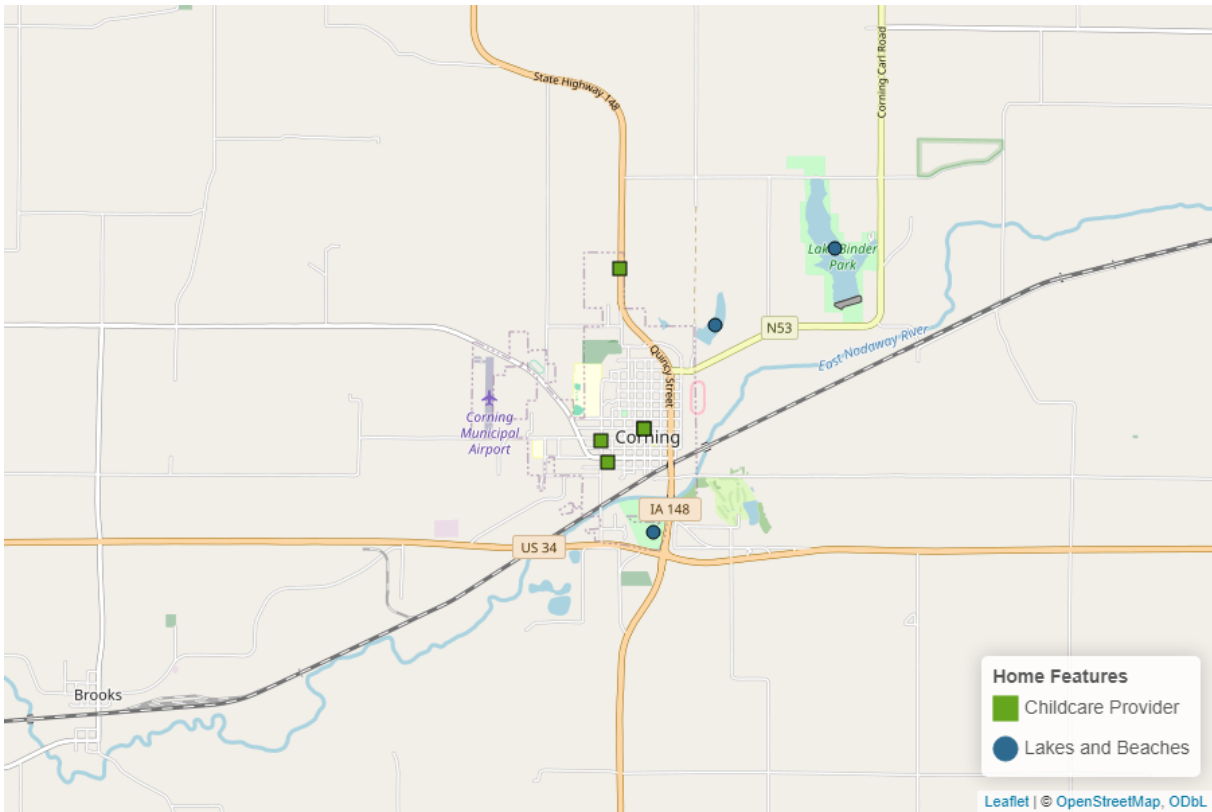 State Highway 148
Corning Carl Road
Lake Binder
Park
N53
East Nodaway River
Quincy Street
Corning
Municipal
Airport
Corning
IA 148
US 34
Brooks
Home Features
Childcare Provider
Lakes and Beaches
Leaflet | © OpenStreetMap, ODbL